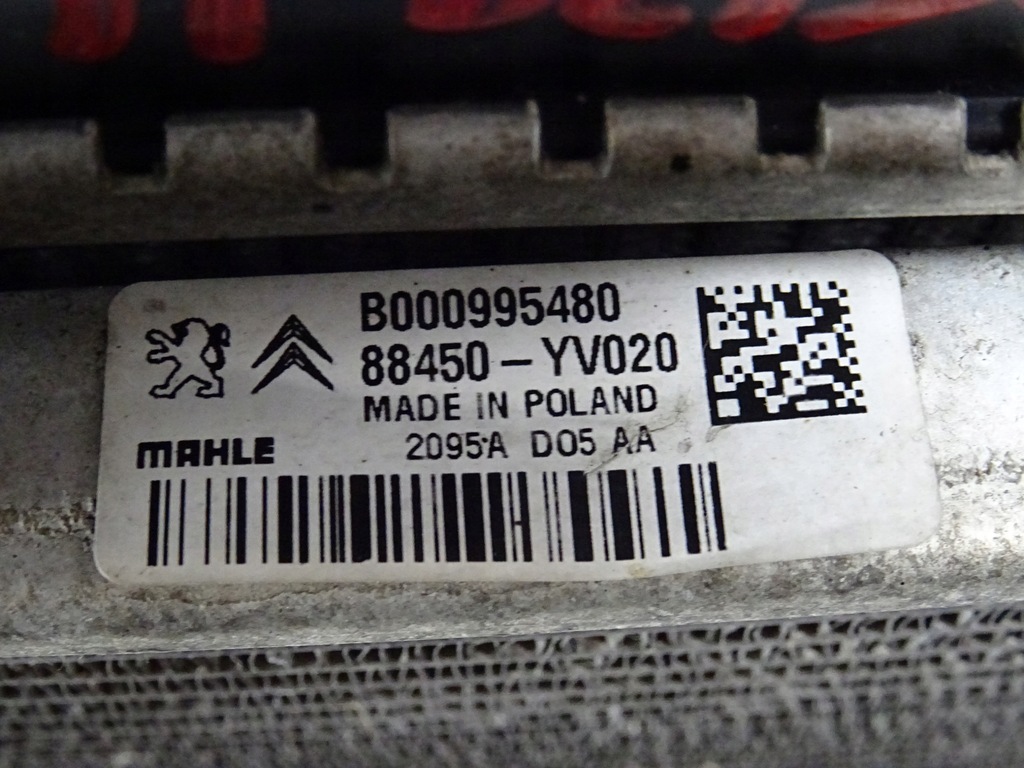 B000995480
88450-YV020
MADE IN POLAND
MAHLE
2095A D05 AA